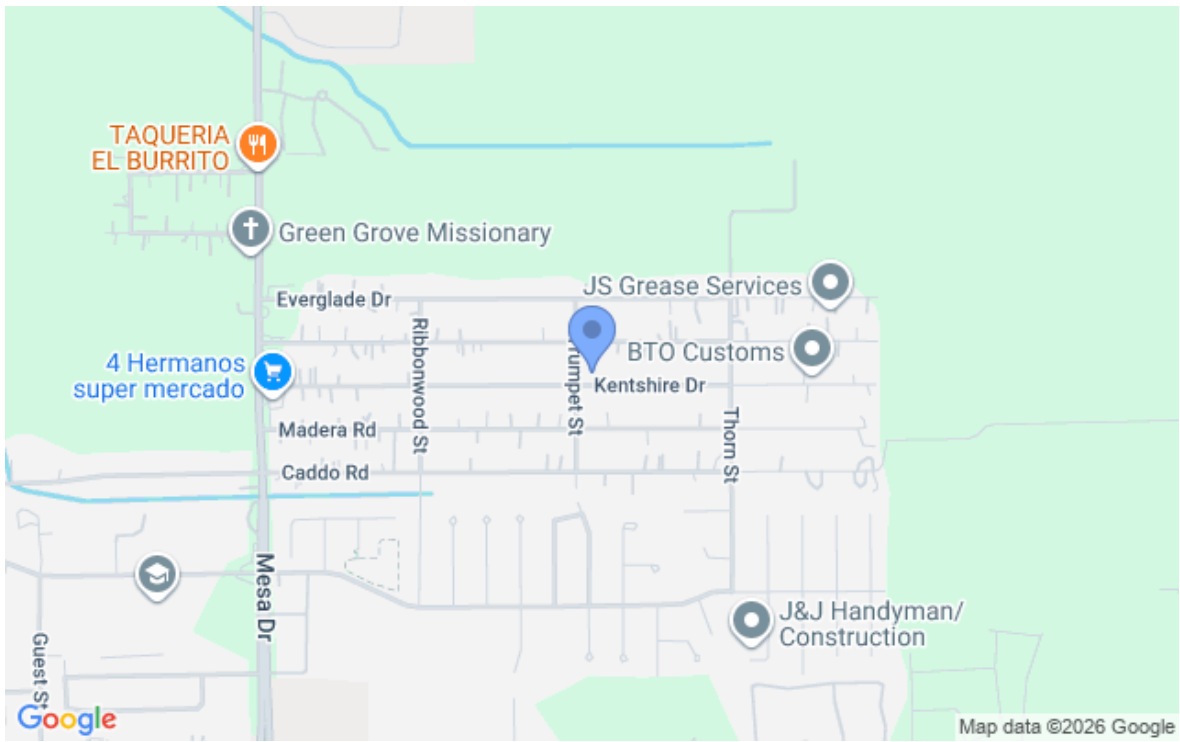 TAQUERIA
EL BURRITO
Green Grove Missionary
JS Grease Services
Everglade Dr
BTO Customs
4 Hermanos
super mercado
Ribbonwood St
Trumpet St
Kentshire Dr
Thorn St
Madera Rd
Caddo Rd
Mesa Dr
J&J Handyman/
Construction
Guest St
Google
Map data ©2026 Google